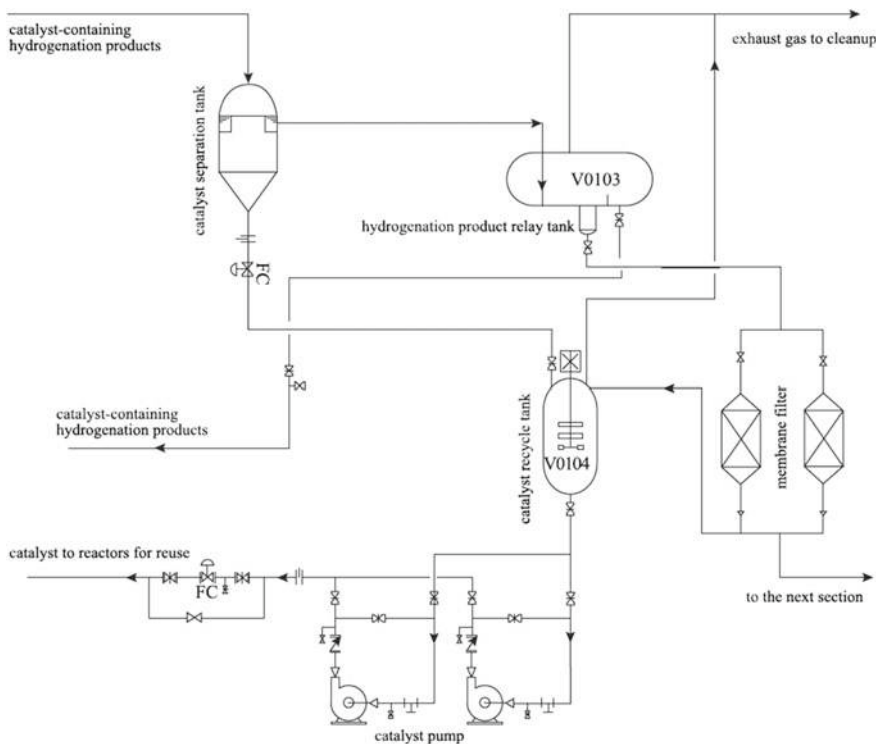 catalyst-containing
hydrogenation products
exhaust gas to cleanup
catalyst separation tank
V0103
hydrogenation product relay tank
FC
catalyst-containing
hydrogenation products
catalyst recycle tank
V0104
membrane filter
catalyst to reactors for reuse
FC
to the next section
catalyst pump